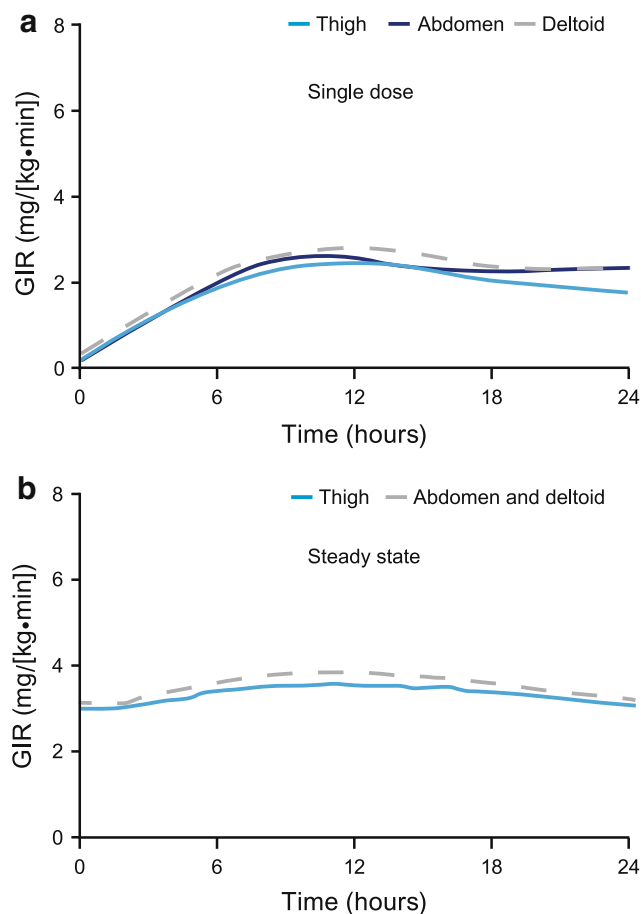 a
Thigh Abdomen Deltoid
Single dose
GIR (mg/[kg•min])
8
6
4
2
0
0 6 12 18 24
Time (hours)
b
Thigh Abdomen and deltoid
Steady state
GIR (mg/[kg•min])
8
6
4
2
0
0 6 12 18 24
Time (hours)